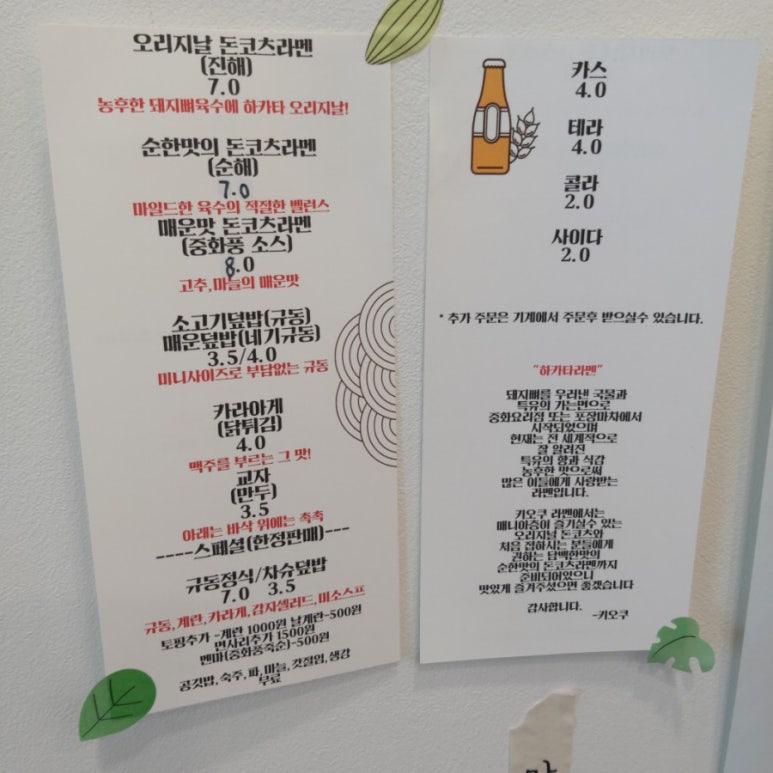 오리지날 돈코츠라멘
(진해)
7.0
농후한 돼지뼈육수에 하카타 오리지날!
순한맛의 돈코츠라멘
(순해)
7.0
마일드한 육수의 적절한 벨런스
매운맛 돈코츠라멘
(중화풍 소스)
8.0
고추,마늘의 매운맛
소고기덮밥(규동)
매운덮밥(네기규동)
3.5/4.0
미니사이즈로 부담없는 규동
카라아게
(닭튀김)
4.0
맥주를 부르는 그 맛!
교자
(만두)
3.5
아래는 바삭 위에는 촉촉
----스페셜(한정판매)---
규동정식/차슈덮밥
7.0 3.5
규동,계란,카라게,감자샐러드,미소스프
토핑추가 -계란 1000원 날계란-500원
면사리추가 1500원
멘마(중화풍죽순)-500원
공깃밥,숙주,파,마늘,갓절임,생강
무료
카스
4.0
테라
4.0
콜라
2.0
사이다
2.0
* 추가 주문은 기계에서 주문후 받으실수 있습니다.
"하카타라멘"
돼지뼈를 우려낸 국물과
특유의 가는면으로
중화요리점 또는 포장마차에서
시작되었으며
현재는 전 세계적으로
잘 알려진
특유의 향과 식감
농후한 맛으로써
많은 이들에게 사랑받는
라멘입니다.
키오쿠 라멘에서는
매니아층이 즐기실수 있는
오리지널 돈코츠와
처음 접하시는 분들에게
권하는 담백한맛의
순한맛의 돈코츠라멘까지
준비되어있으니
맛있게 즐겨주셨으면 좋겠습니다
감사합니다.
-키오쿠